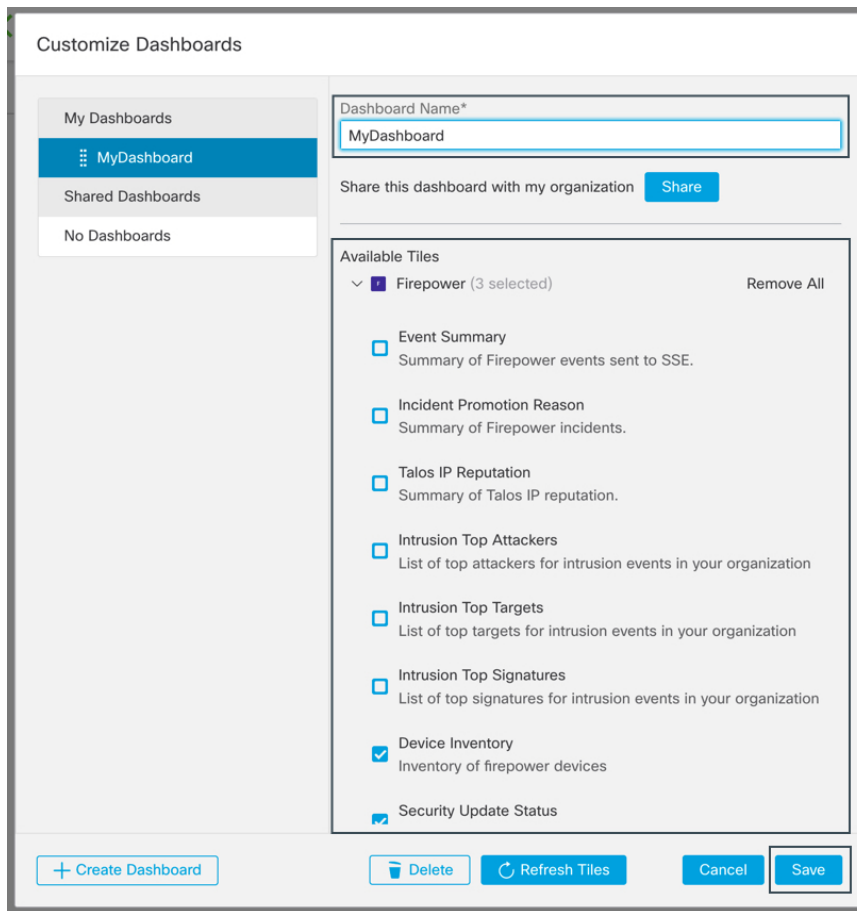 Customize Dashboards
My Dashboards
MyDashboard
Shared Dashboards
No Dashboards
Dashboard Name*
MyDashboard
Share this dashboard with my organization Share
Available Tiles
Firepower (3 selected) Remove All
Event Summary
Summary of Firepower events sent to SSE.
Incident Promotion Reason
Summary of Firepower incidents.
Talos IP Reputation
Summary of Talos IP reputation.
Intrusion Top Attackers
List of top attackers for intrusion events in your organization
Intrusion Top Targets
List of top targets for intrusion events in your organization
Intrusion Top Signatures
List of top signatures for intrusion events in your organization
Device Inventory
Inventory of firepower devices
Security Update Status
+ Create Dashboard Delete Refresh Tiles Cancel Save